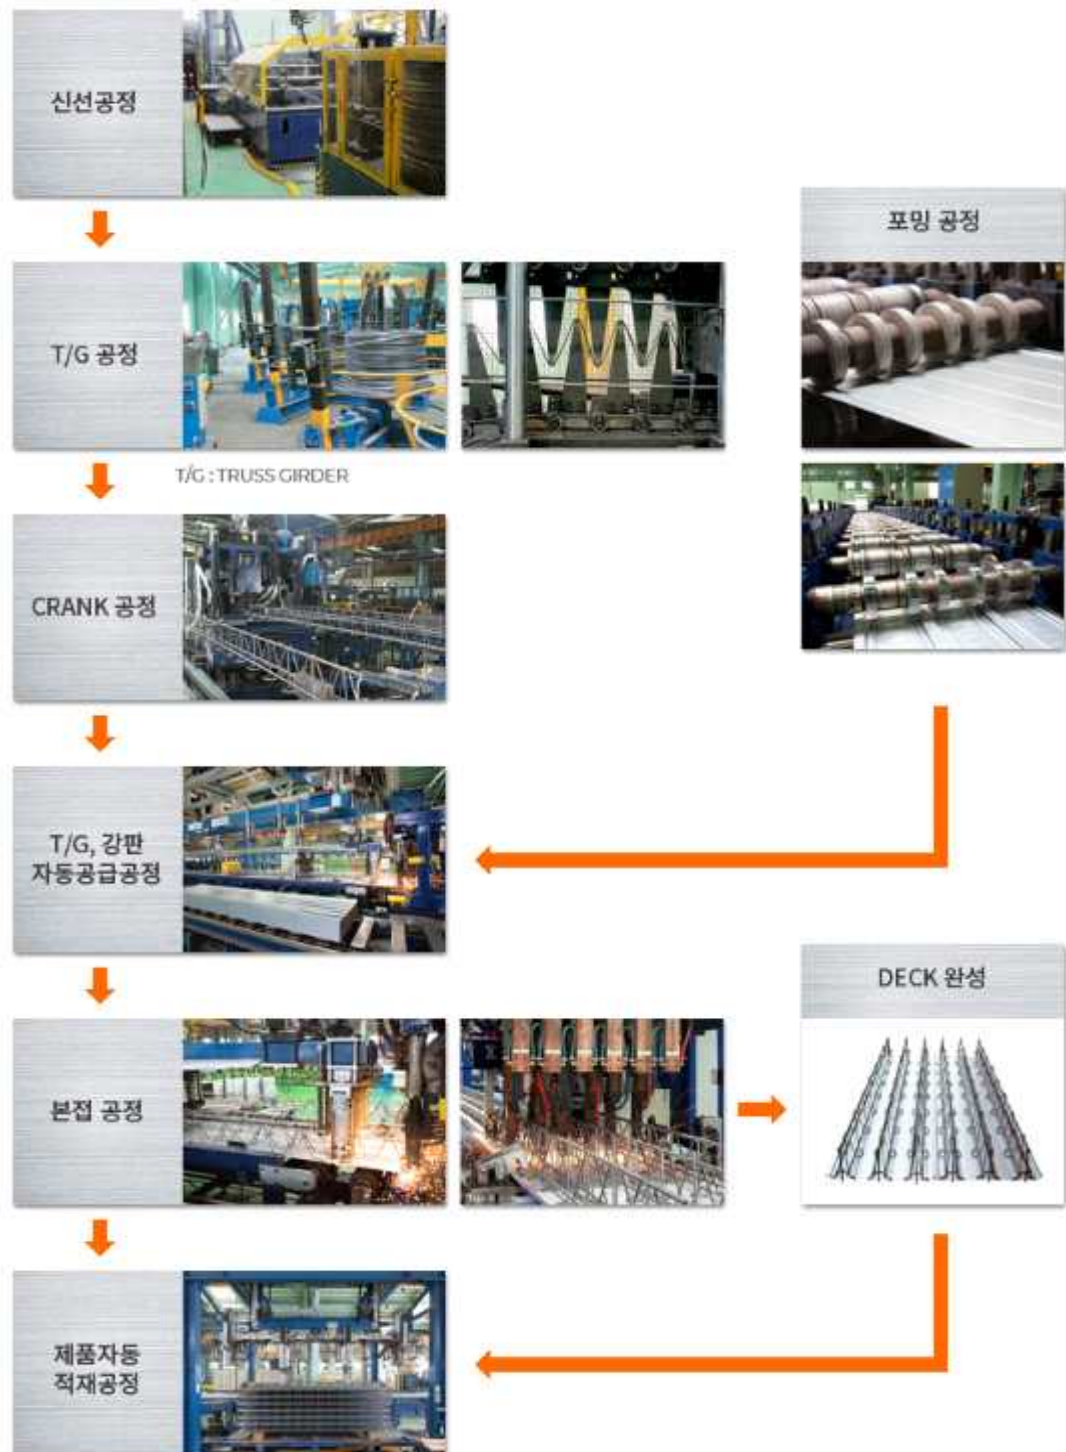 신선공정
포밍 공정
T/G 공정
T/G : TRUSS GIRDER
CRANK 공정
T/G, 강판
자동공급공정
DECK 완성
본접 공정
제품자동
적재공정